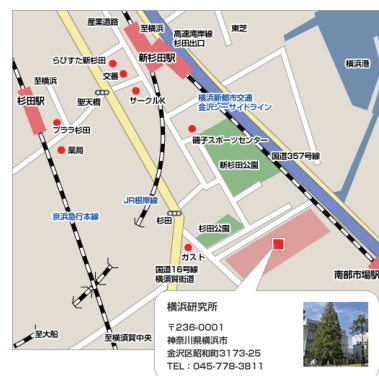 産業道路
至横浜
高速湾岸線
杉田出口
東芝
らびすた新杉田
新杉田駅
横浜港
至横浜
交番
杉田駅
聖天橋
サークルK
横浜新都市交通
金沢シーサイドライン
プララ杉田
磯子スポーツセンター
薬局
国道357号線
新杉田公園
JR根岸線
京浜急行本線
杉田
杉田公園
ガスト
国道16号線
横須賀街道
南部市場駅
至大船
至横須賀中央
横浜研究所
〒236-0001
神奈川県横浜市
金沢区昭和町3173-25
TEL：045-778-3811